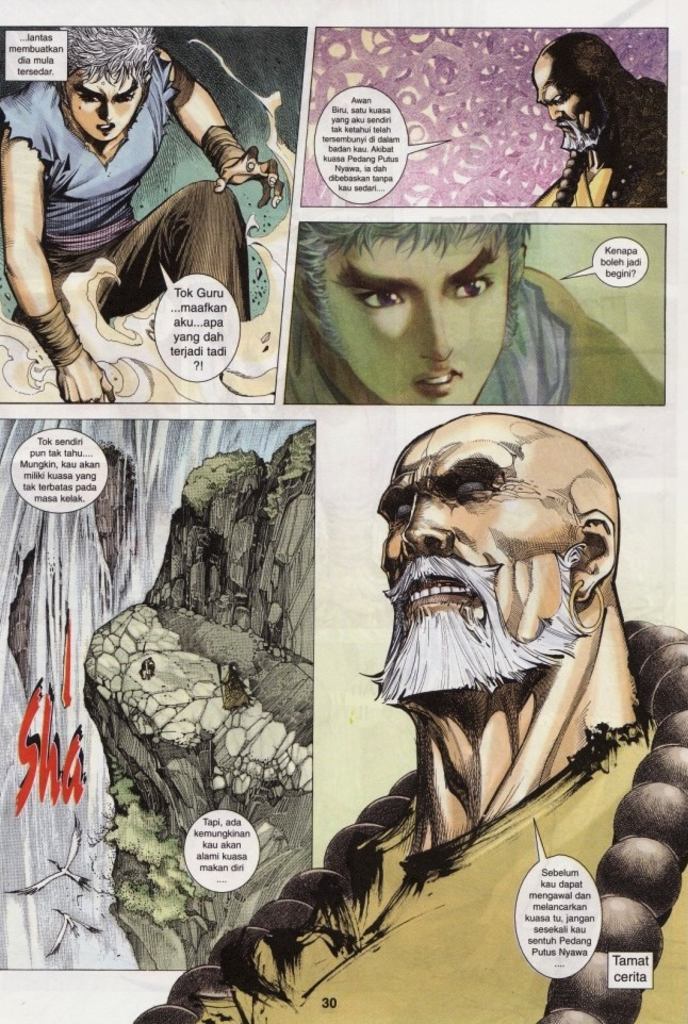 ...lantas
membuatkan
dia mula
tersedar.
Tok Guru
...maafkan
aku...apa
yang dah
terjadi tadi
?!
Awan
Biru, satu kuasa
yang aku sendiri
tak ketahui telah
tersembunyi di dalam
badan kau. Akibat
kuasa Pedang Putus
Nyawa, ia dah
dibebaskan tanpa
kau sedari....
Kenapa
boleh jadi
begini?
Tok sendiri
pun tak tahu....
Mungkin, kau akan
miliki kuasa yang
tak terbatas pada
masa kelak.
Sha
Tapi, ada
kemungkinan
kau akan
alami kuasa
makan diri
....
Sebelum
kau dapat
mengawal dan
melancarkan
kuasa tu, jangan
sesekali kau
sentuh Pedang
Putus Nyawa
....
Tamat
cerita
30